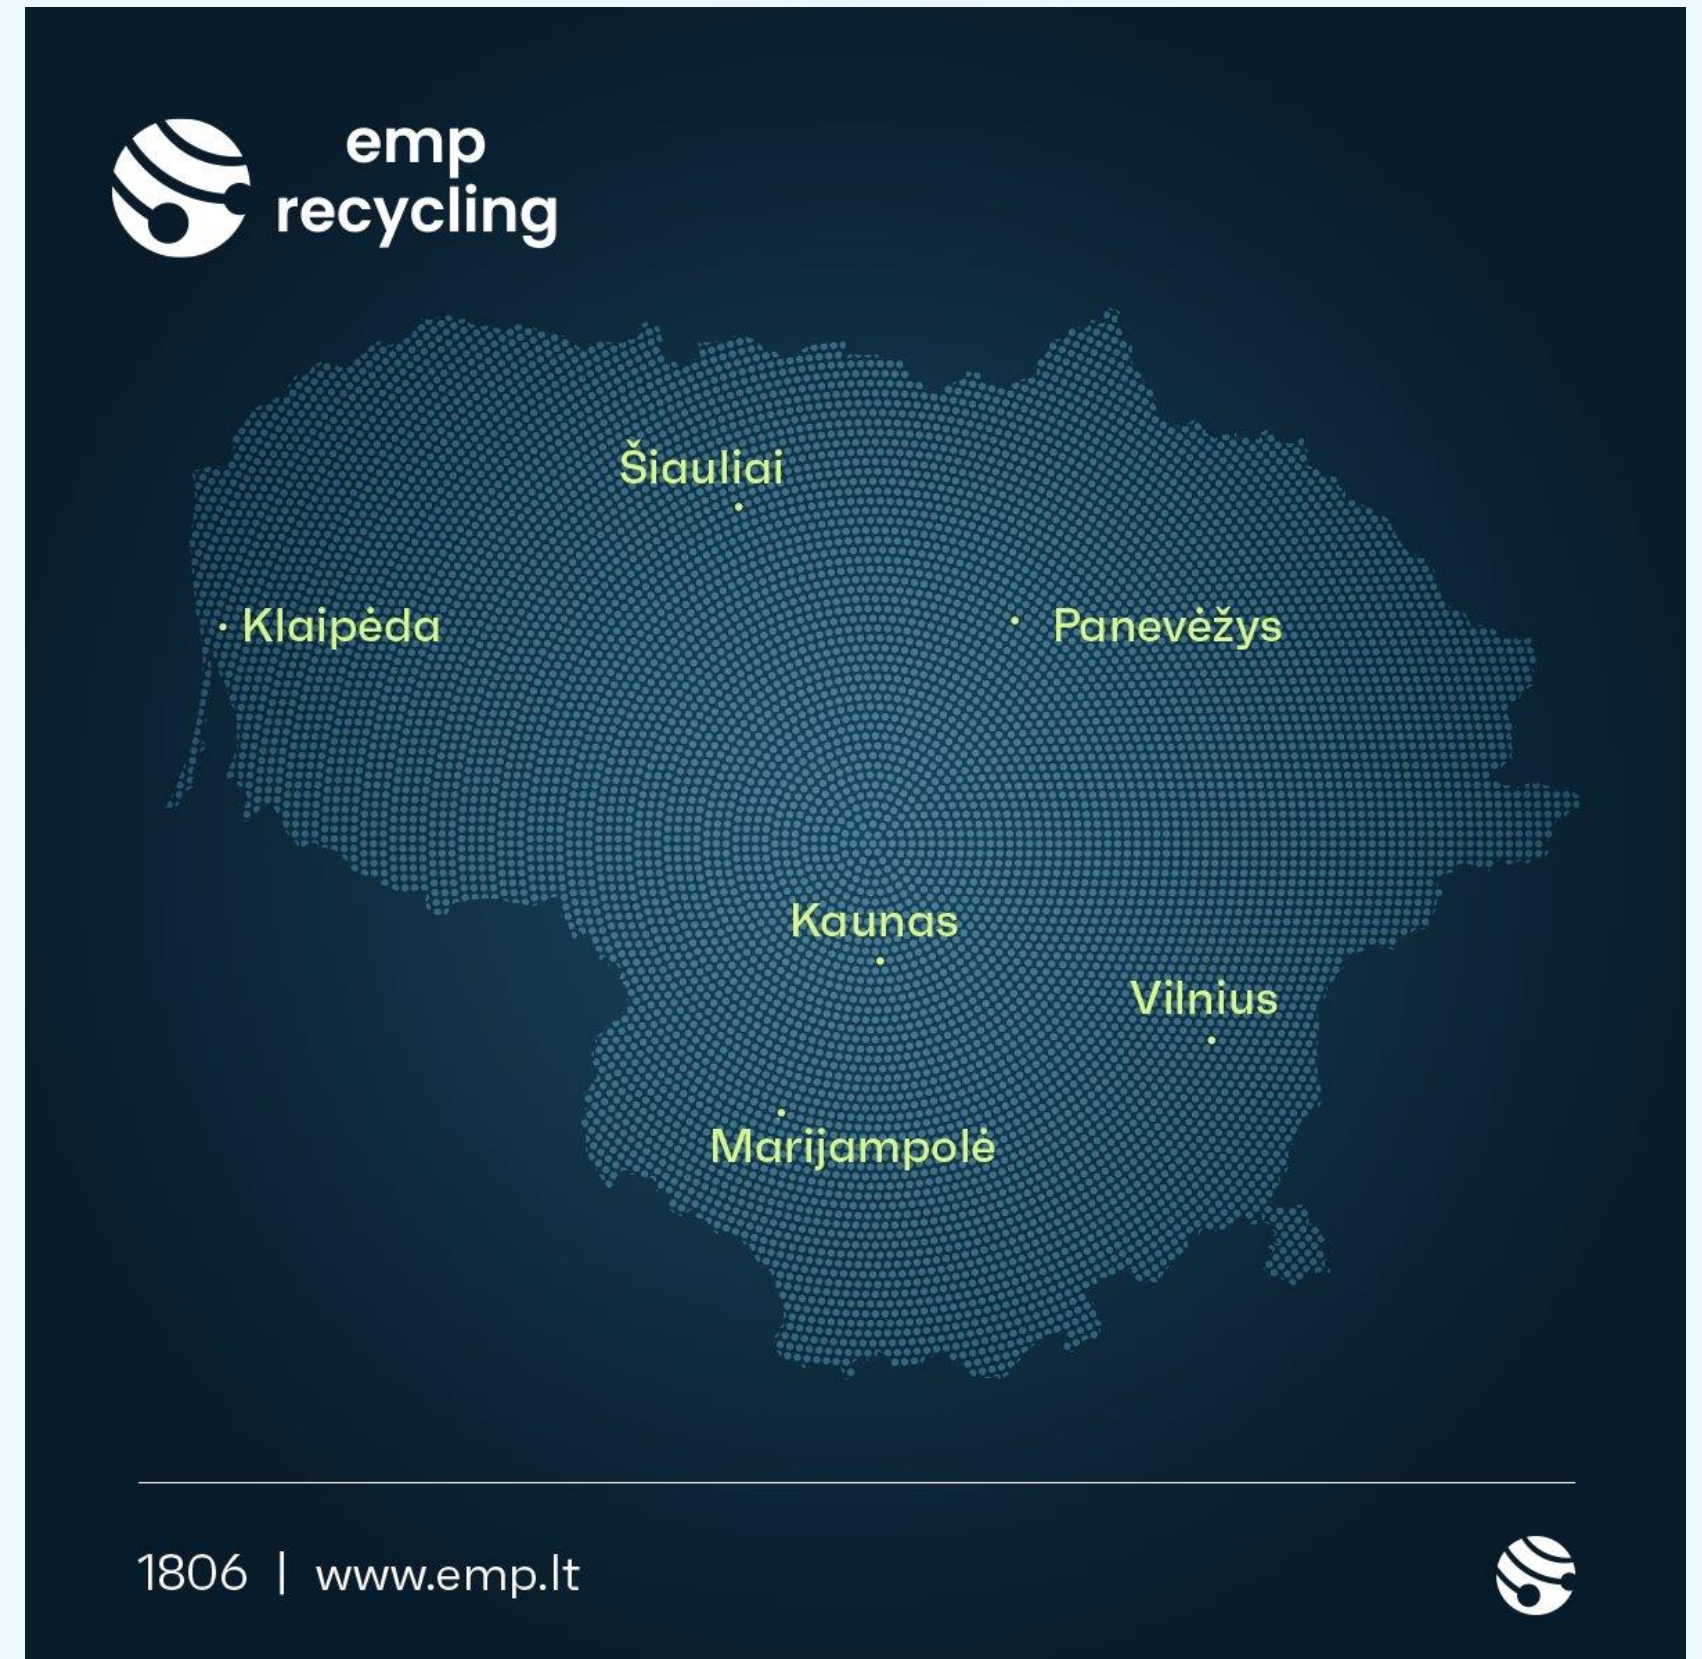 emp
recycling
Šiauliai
Klaipėda
Panevėžys
Kaunas
Vilnius
Marijampolė
1806 | www.emp.lt